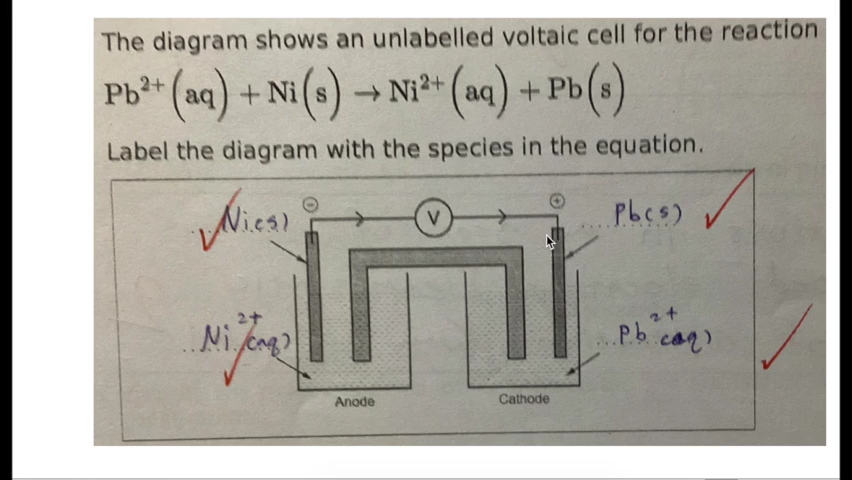 The diagram shows an unlabelled voltaic cell for the reaction
Pb²⁺(aq) + Ni(s) → Ni²⁺(aq) + Pb(s)
Label the diagram with the species in the equation.
Ni(s) ⊖ V ⊕ Pb(s)
Ni²⁺(aq) Pb²⁺(aq)
Anode Cathode